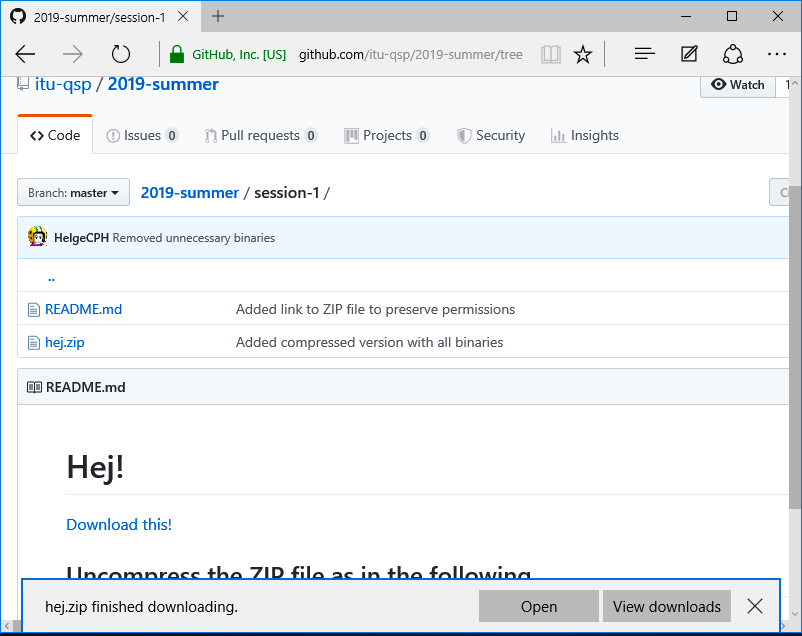 2019-summer/session-1
GitHub, Inc. [US] github.com/itu-qsp/2019-summer/tree
itu-qsp / 2019-summer
Watch 1
Code Issues 0 Pull requests 0 Projects 0 Security Insights
Branch: master 2019-summer / session-1 /
HelgeCPH Removed unnecessary binaries
..
README.md Added link to ZIP file to preserve permissions
hej.zip Added compressed version with all binaries
README.md
Hej!
Download this!
Uncompress the ZIP file as in the following
hej.zip finished downloading.
Open View downloads